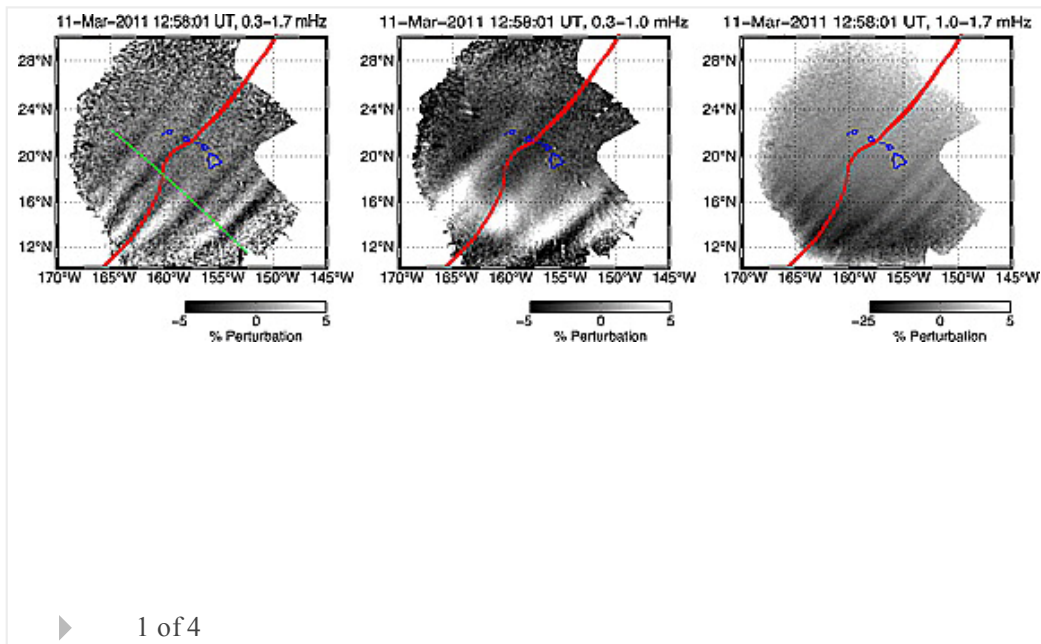 11-Mar-2011 12:58:01 UT, 0.3-1.7 mHz
28°N
24°N
20°N
16°N
12°N
170°W 165°W 160°W 155°W 150°W 145°W
-5 0 5
% Perturbation
11-Mar-2011 12:58:01 UT, 0.3-1.0 mHz
28°N
24°N
20°N
16°N
12°N
170°W 165°W 160°W 155°W 150°W 145°W
-5 0 5
% Perturbation
11-Mar-2011 12:58:01 UT, 1.0-1.7 mHz
28°N
24°N
20°N
16°N
12°N
170°W 165°W 160°W 155°W 150°W 145°W
-25 0 5
% Perturbation
1 of 4